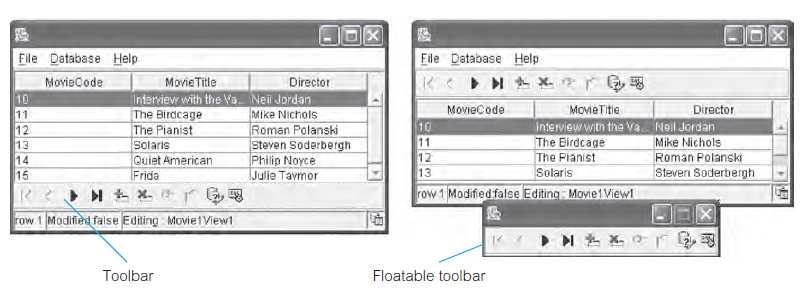 File Database Help
MovieCode MovieTitle Director
10 Interview with the Va... Neil Jordan
11 The Birdcage Mike Nichols
12 The Pianist Roman Polanski
13 Solaris Steven Soderbergh
14 Quiet American Philip Noyce
15 Frida Julie Taymor
row 1 Modified:false Editing : Movie1View1
Toolbar
File Database Help
MovieCode MovieTitle Director
10 Interview with the Va... Neil Jordan
11 The Birdcage Mike Nichols
12 The Pianist Roman Polanski
13 Solaris Steven Soderbergh
row 1 Modified:false Editing : Movie1View1
Floatable toolbar